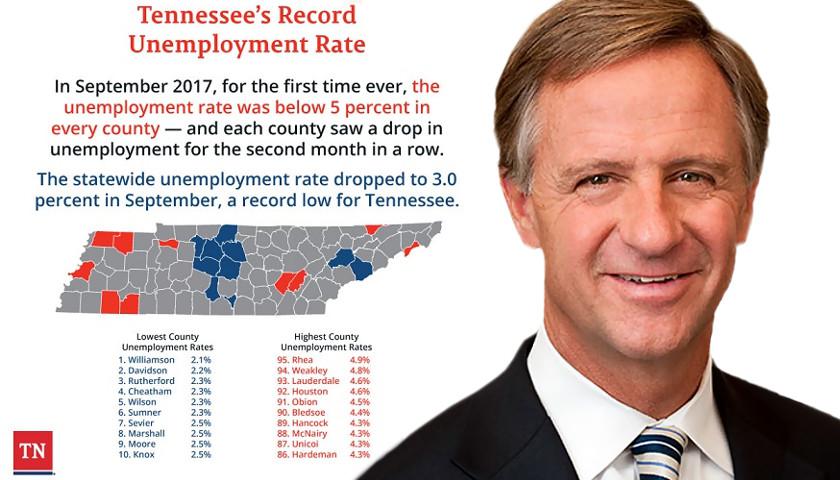 Tennessee's Record
Unemployment Rate
In September 2017, for the first time ever, the
unemployment rate was below 5 percent in
every county — and each county saw a drop in
unemployment for the second month in a row.
The statewide unemployment rate dropped to 3.0
percent in September, a record low for Tennessee.
Lowest County
Unemployment Rates
1. Williamson 2.1%
2. Davidson 2.2%
3. Rutherford 2.3%
4. Cheatham 2.3%
5. Wilson 2.3%
6. Sumner 2.3%
7. Sevier 2.5%
8. Marshall 2.5%
9. Moore 2.5%
10. Knox 2.5%
Highest County
Unemployment Rates
95. Rhea 4.9%
94. Weakley 4.8%
93. Lauderdale 4.6%
92. Houston 4.6%
91. Obion 4.5%
90. Bledsoe 4.4%
89. Hancock 4.3%
88. McNairy 4.3%
87. Unicoi 4.3%
86. Hardeman 4.3%
TN